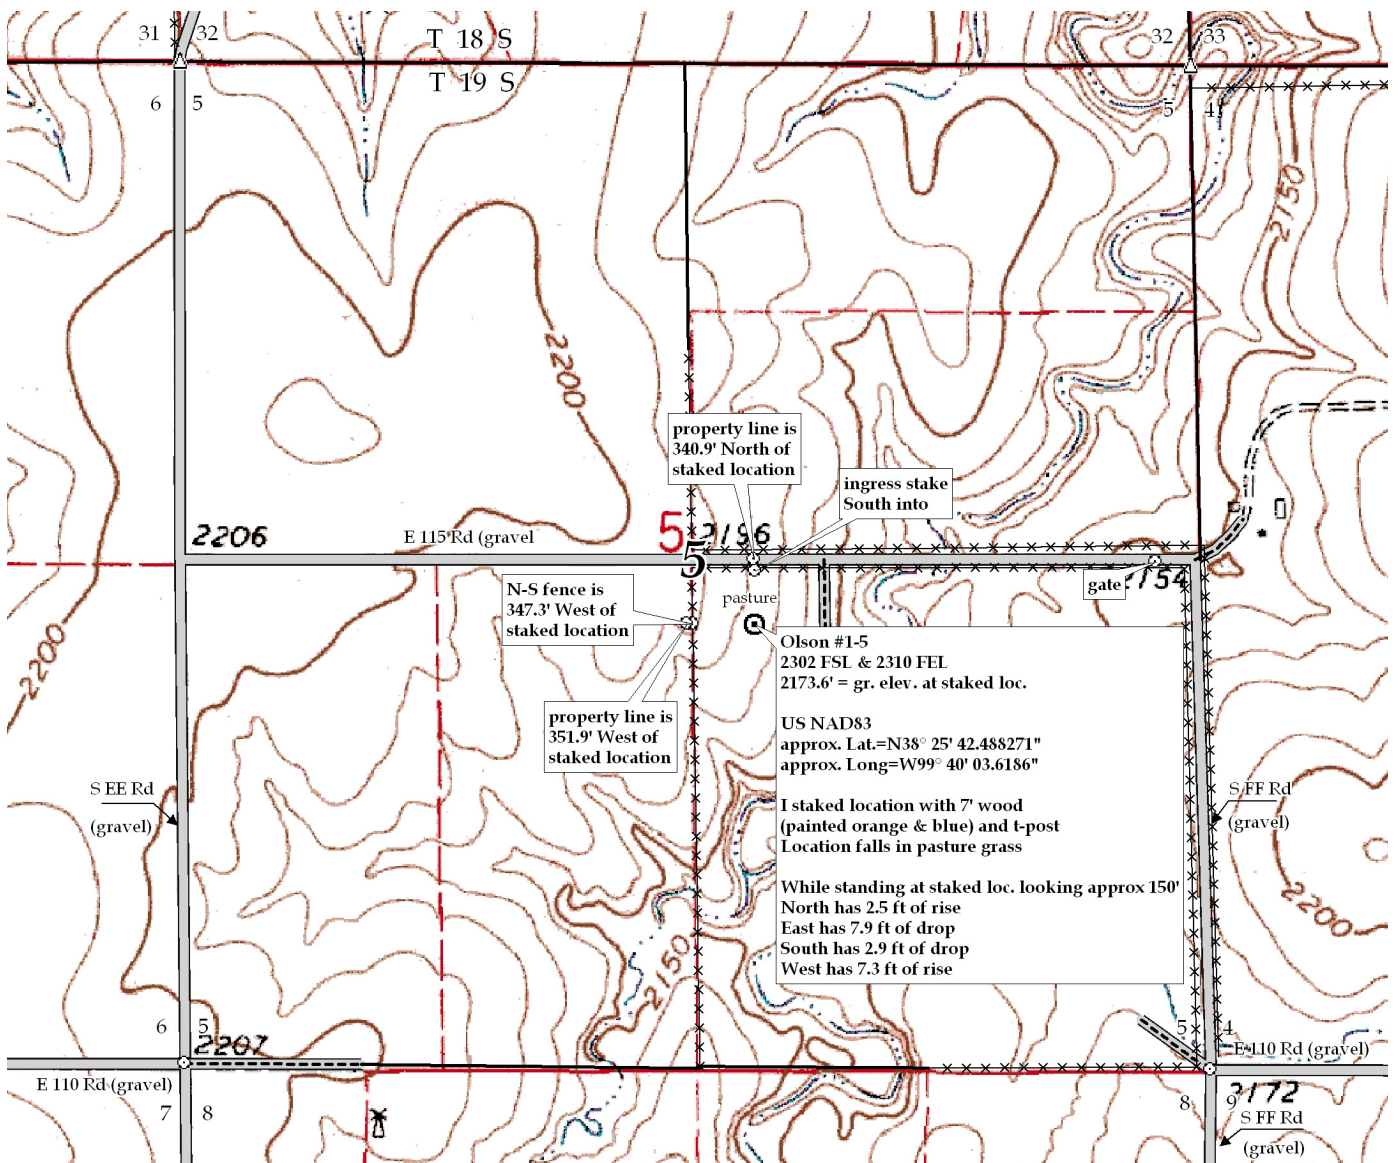 31 32
T 18 S
32 33
T 19 S
6 5
5 4
2150
2200
property line is
340.9' North of
staked location
ingress stake
South into
2206
E 115 Rd (gravel
5
2196
5
N-S fence is
347.3' West of
staked location
pasture
gate
2154
2200
Olson #1-5
2302 FSL & 2310 FEL
2173.6' = gr. elev. at staked loc.
US NAD83
approx. Lat.=N38° 25' 42.488271"
approx. Long=W99° 40' 03.6186"
I staked location with 7' wood
(painted orange & blue) and t-post
Location falls in pasture grass
While standing at staked loc. looking approx 150'
North has 2.5 ft of rise
East has 7.9 ft of drop
South has 2.9 ft of drop
West has 7.3 ft of rise
property line is
351.9' West of
staked location
S EE Rd
(gravel)
S FF Rd
(gravel)
2200
2150
6 5
5 4
2207
E 110 Rd (gravel)
E 110 Rd (gravel)
7 8
8 9
2172
S FF Rd
(gravel)